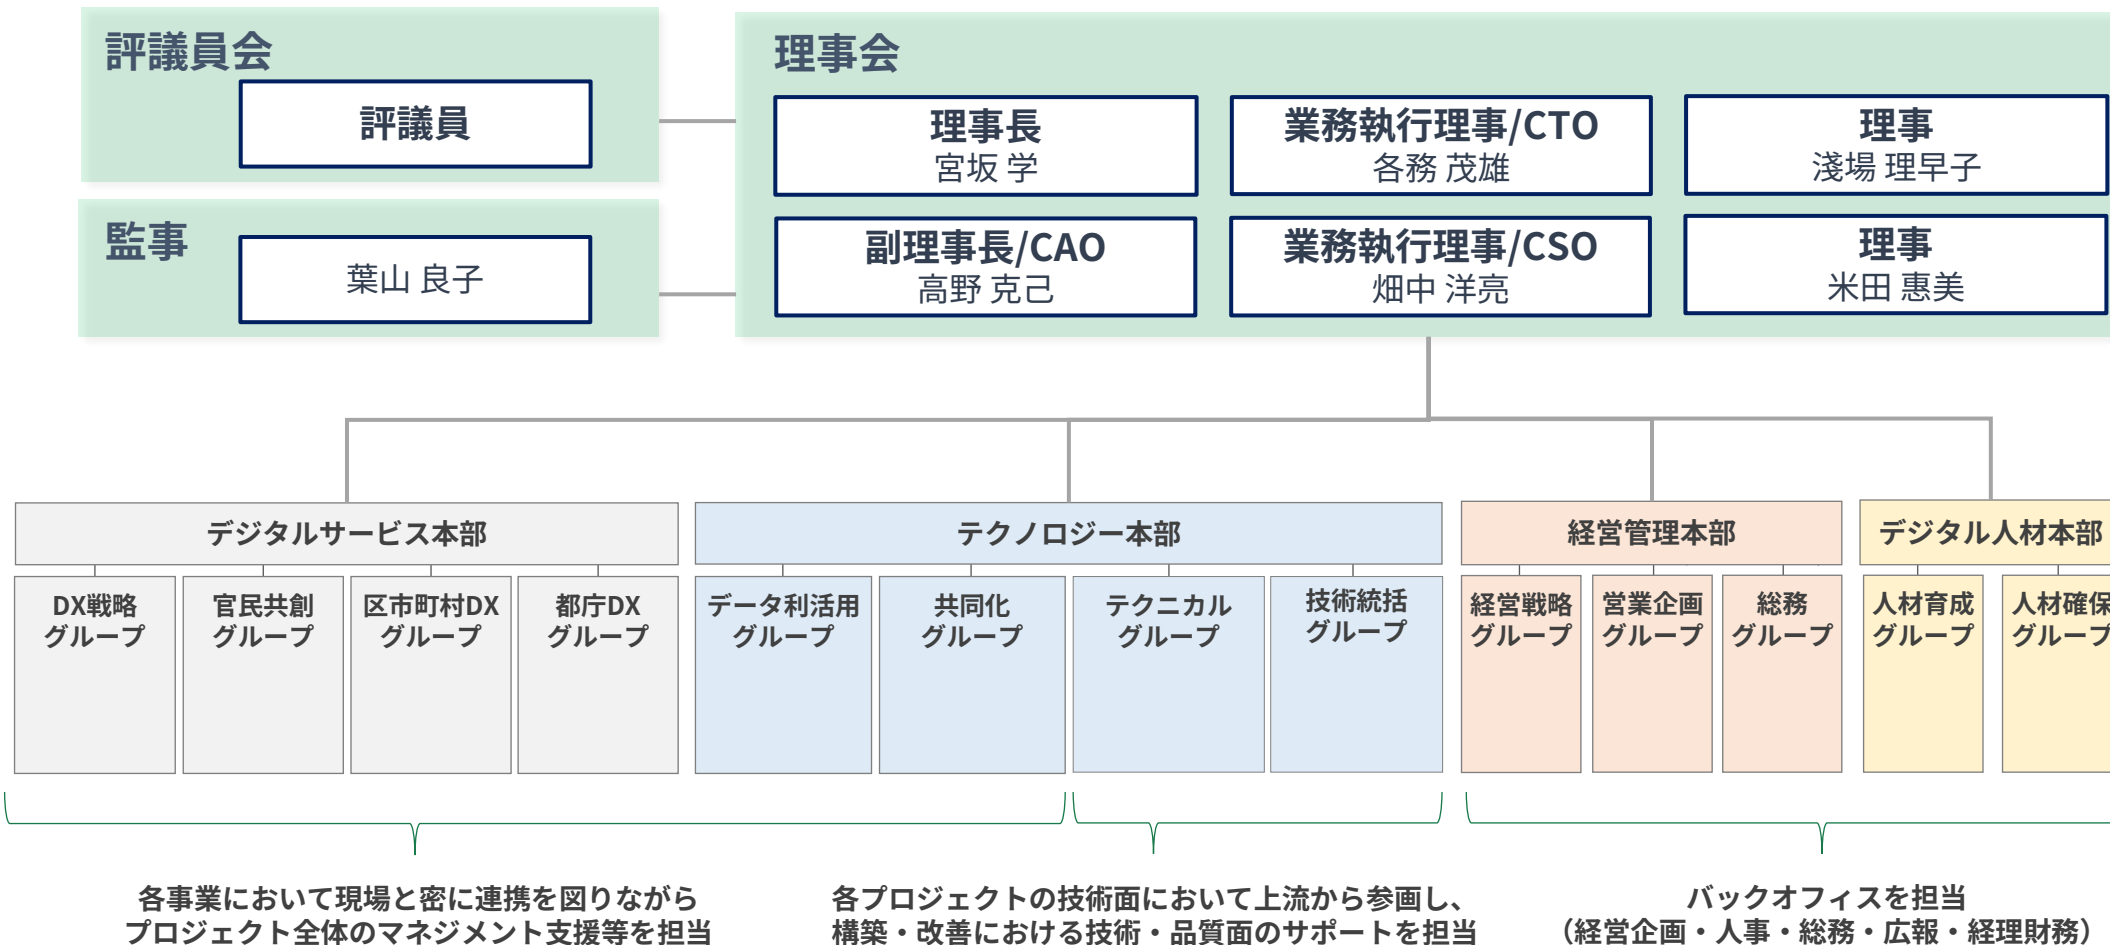 評議員会
評議員
監事
葉山 良子
理事会
理事長
宮坂 学
業務執行理事/CTO
各務 茂雄
理事
淺場 理早子
副理事長/CAO
高野 克己
業務執行理事/CSO
畑中 洋亮
理事
米田 惠美
デジタルサービス本部
DX戦略
グループ
官民共創
グループ
区市町村DX
グループ
都庁DX
グループ
テクノロジー本部
データ利活用
グループ
共同化
グループ
テクニカル
グループ
技術統括
グループ
経営管理本部
経営戦略
グループ
営業企画
グループ
総務
グループ
デジタル人材本部
人材育成
グループ
人材確保
グループ
各事業において現場と密に連携を図りながら
プロジェクト全体のマネジメント支援等を担当
各プロジェクトの技術面において上流から参画し、
構築・改善における技術・品質面のサポートを担当
バックオフィスを担当
（経営企画・人事・総務・広報・経理財務）